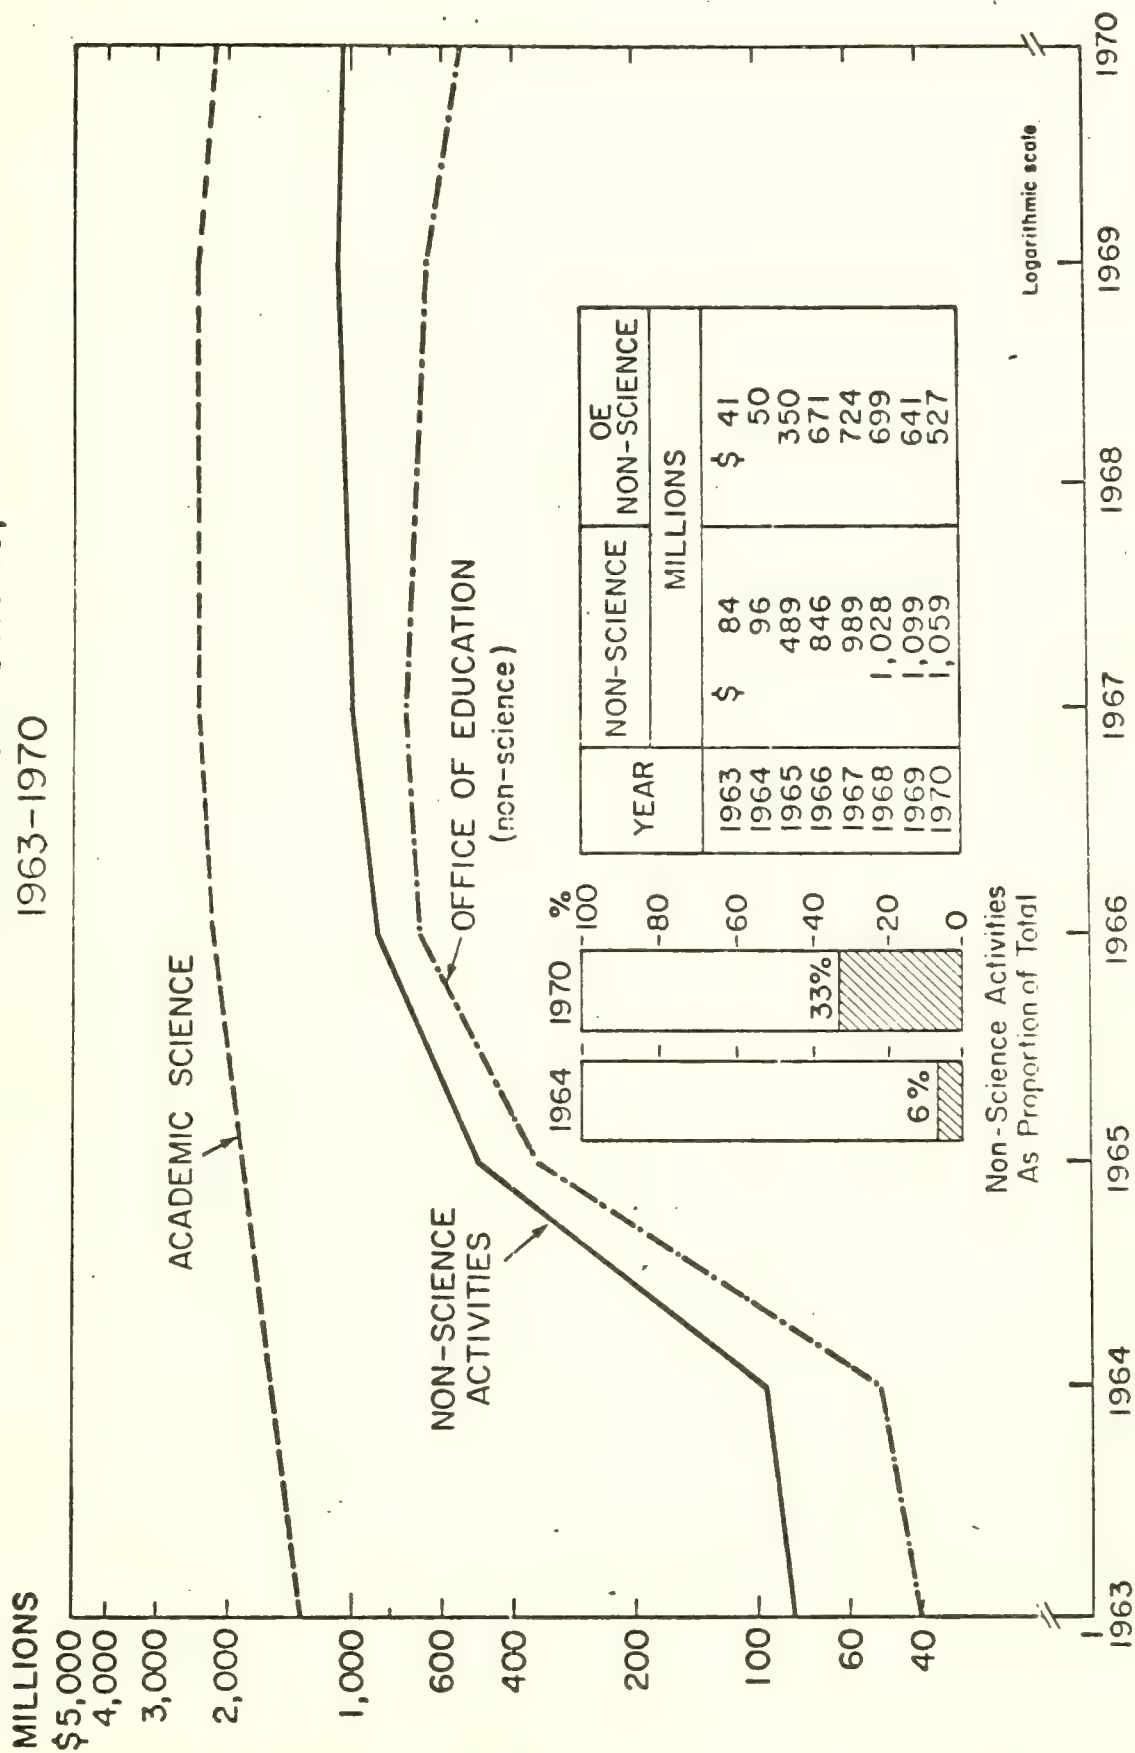 1963-1970
MILLIONS
$5,000
4,000
3,000
2,000
1,000
600
400
200
100
60
40
1
ACADEMIC SCIENCE
NON-SCIENCE
ACTIVITIES
OFFICE OF EDUCATION
(non-science)
1964 1970 %
100
80
60
40
20
0
6% 33%
Non-Science Activities
As Proportion of Total
YEAR NON-SCIENCE OE NON-SCIENCE
MILLIONS
1963 $ 84 $ 41
1964 96 50
1965 489 350
1966 846 671
1967 989 724
1968 1,028 699
1969 1,099 641
1970 1,059 527
Logarithmic scale
1963 1964 1965 1966 1967 1968 1969 1970